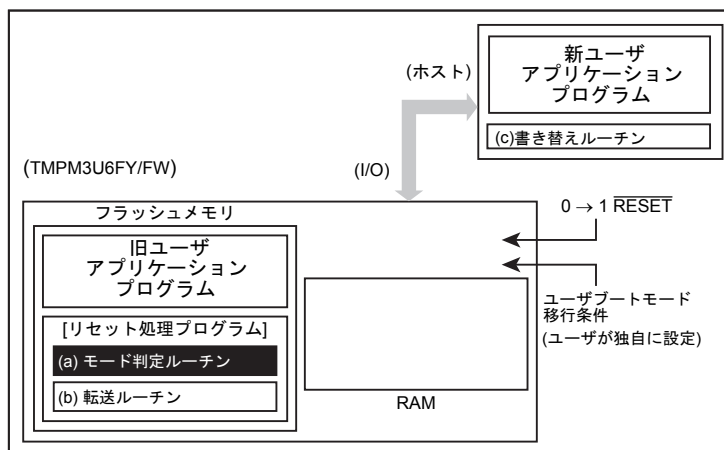 新ユーザ
アプリケーション
プログラム
(ホスト)
(c)書き替えルーチン
(TMPM3U6FY/FW)
(I/O)
フラッシュメモリ
0 → 1 RESET
旧ユーザ
アプリケーション
プログラム
ユーザブートモード
移行条件
(ユーザが独自に設定)
[リセット処理プログラム]
(a) モード判定ルーチン
(b) 転送ルーチン
RAM